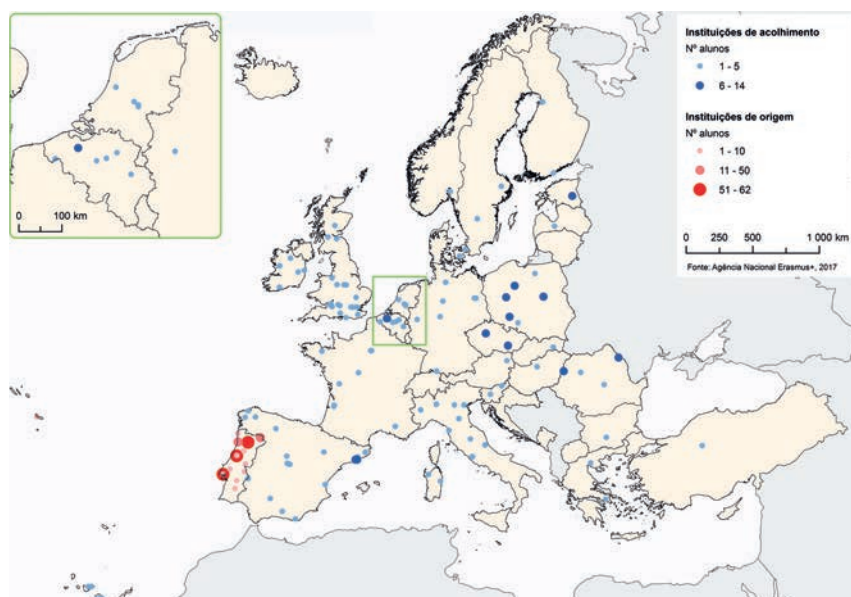 Instituições de acolhimento
Nº alunos
1 - 5
6 - 14
Instituições de origem
Nº alunos
1 - 10
11 - 50
51 - 62
0 250 500 1 000 km
Fonte: Agência Nacional Erasmus+, 2017
0 100 km